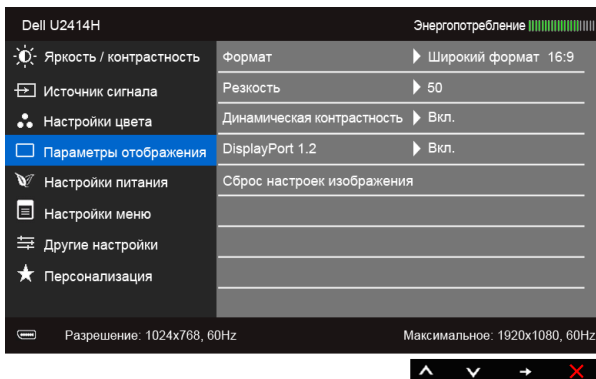 Dell U2414H Энергопотребление
Яркость / контрастность Формат Широкий формат 16:9
Источник сигнала Резкость 50
Настройки цвета Динамическая контрастность Вкл.
Параметры отображения DisplayPort 1.2 Вкл.
Настройки питания Сброс настроек изображения
Настройки меню
Другие настройки
Персонализация
Разрешение: 1024x768, 60Hz Максимальное: 1920x1080, 60Hz